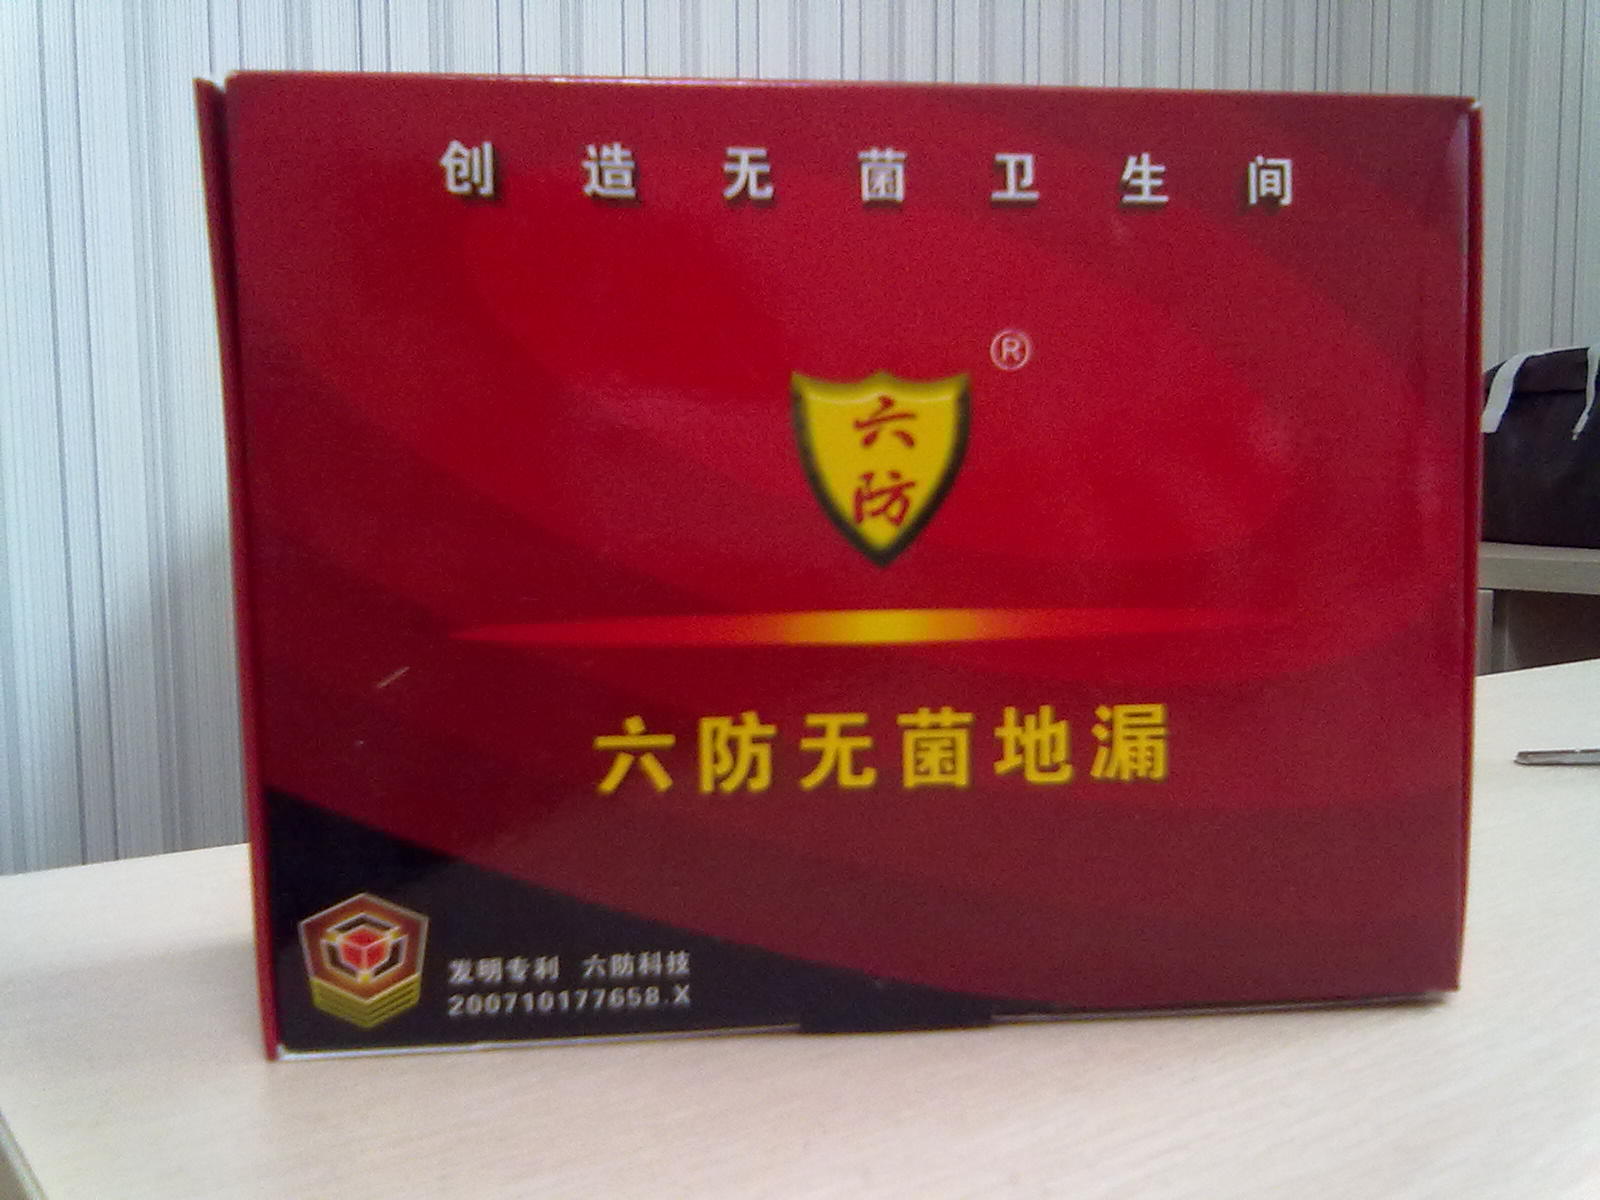 创造无菌卫生间
®
六
防
六防无菌地漏
发明专利 六防科技
200710177658.X